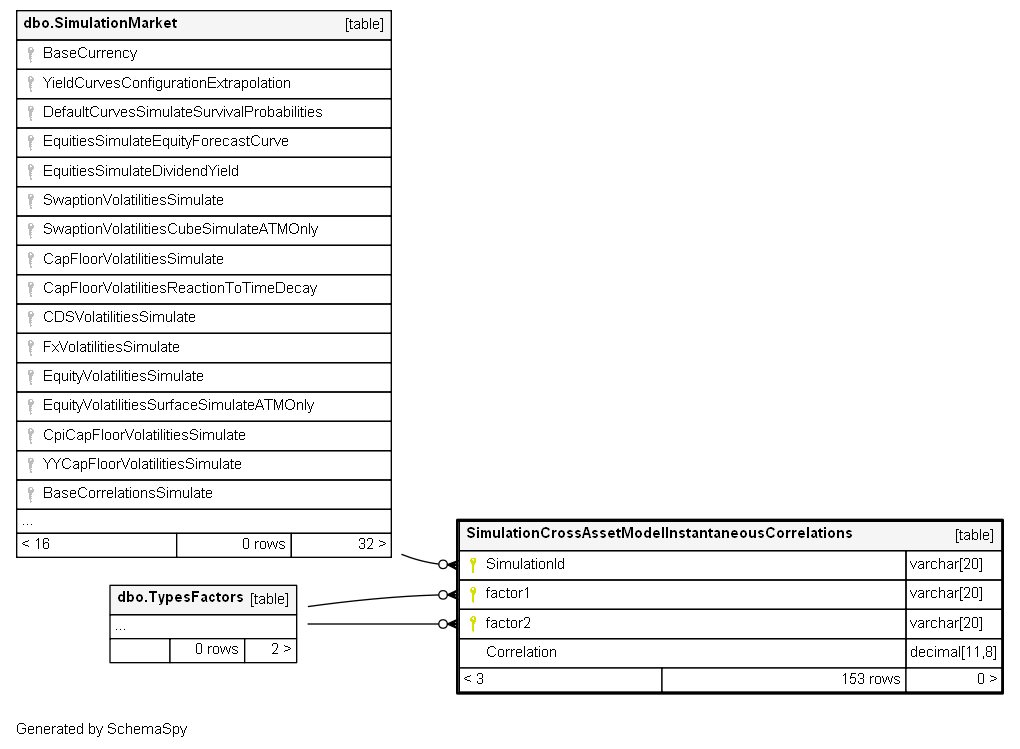 dbo.SimulationMarket [table]
BaseCurrency
YieldCurvesConfigurationExtrapolation
DefaultCurvesSimulateSurvivalProbabilities
EquitiesSimulateEquityForecastCurve
EquitiesSimulateDividendYield
SwaptionVolatilitiesSimulate
SwaptionVolatilitiesCubeSimulateATMOnly
CapFloorVolatilitiesSimulate
CapFloorVolatilitiesReactionToTimeDecay
CDSVolatilitiesSimulate
FxVolatilitiesSimulate
EquityVolatilitiesSimulate
EquityVolatilitiesSurfaceSimulateATMOnly
CpiCapFloorVolatilitiesSimulate
YYCapFloorVolatilitiesSimulate
BaseCorrelationsSimulate
...
< 16 0 rows 32 >
SimulationCrossAssetModelInstantaneousCorrelations [table]
SimulationId varchar[20]
factor1 varchar[20]
factor2 varchar[20]
Correlation decimal[11,8]
< 3 153 rows 0 >
dbo.TypesFactors [table]
...
0 rows 2 >
Generated by SchemaSpy